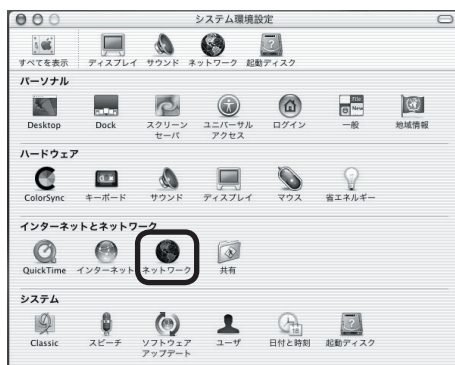 システム環境設定
すべてを表示 ディスプレイ サウンド ネットワーク 起動ディスク
パーソナル
Desktop Dock スクリーン セーバ ユニバーサル アクセス ログイン 一般 地域情報
ハードウェア
ColorSync キーボード サウンド ディスプレイ マウス 省エネルギー
インターネットとネットワーク
QuickTime インターネット ネットワーク 共有
システム
Classic スピーチ ソフトウェア アップデート ユーザ 日付と時刻 起動ディスク